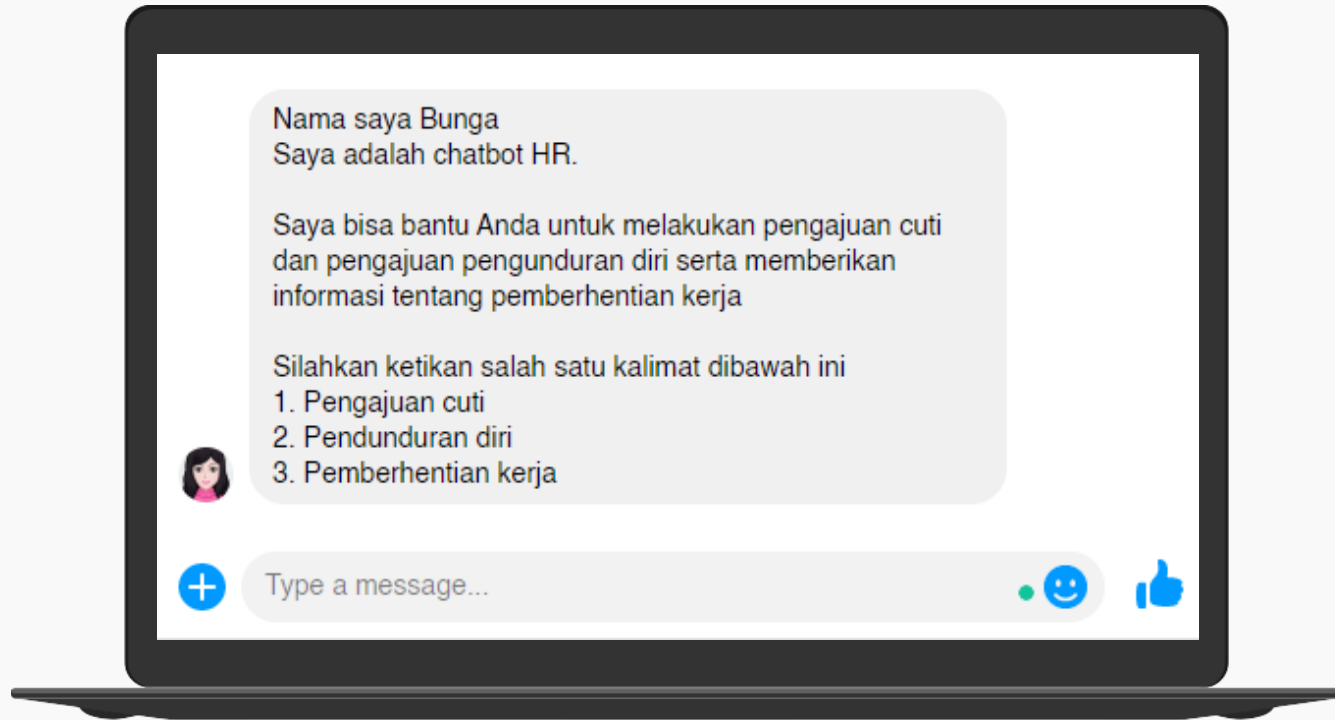 Nama saya Bunga
Saya adalah chatbot HR.
Saya bisa bantu Anda untuk melakukan pengajuan cuti
dan pengajuan pengunduran diri serta memberikan
informasi tentang pemberhentian kerja
Silahkan ketikan salah satu kalimat dibawah ini
1. Pengajuan cuti
2. Pendunduran diri
3. Pemberhentian kerja
Type a message...